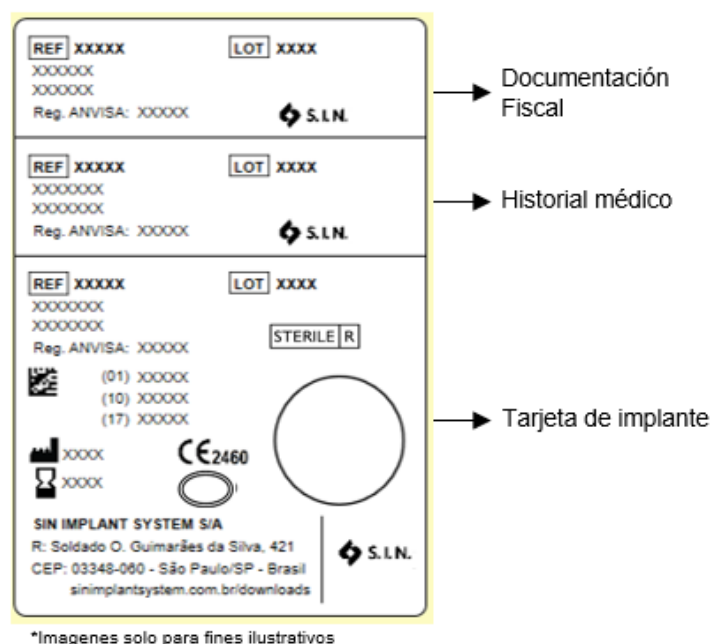 REF XXXXX LOT XXXX
XXXXXX
XXXXXX
Reg. ANVISA: XXXXX S.I.N.
Documentación
Fiscal
REF XXXXX LOT XXXX
XXXXXXX
XXXXXXX
Reg. ANVISA: XXXXX S.I.N.
Historial médico
REF XXXXX LOT XXXX
XXXXXXX
XXXXXXX
Reg. ANVISA: XXXXX
STERILE R
(01) XXXXX
(10) XXXXX
(17) XXXXX
XXXX
CE 2460
XXXX
Tarjeta de implante
SIN IMPLANT SYSTEM S/A
R: Soldado O. Guimarães da Silva, 421
CEP: 03348-060 - São Paulo/SP - Brasil
sinimplantsystem.com.br/downloads
S.I.N.
*Imagenes solo para fines ilustrativos